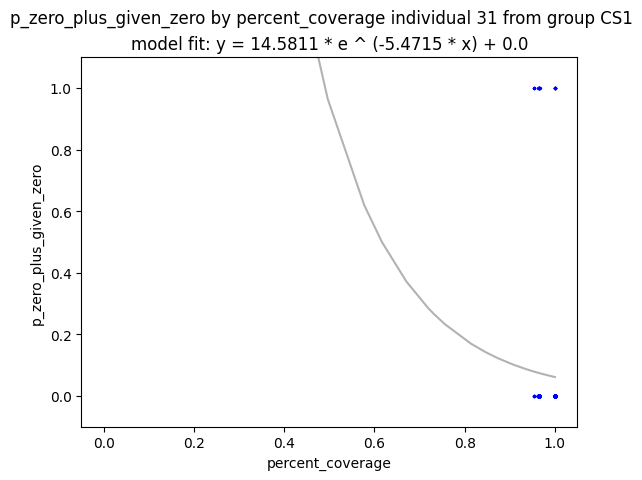 p_zero_plus_given_zero by percent_coverage individual 31 from group CS1
model fit: y = 14.5811 * e ^ (-5.4715 * x) + 0.0
1.0
0.8
0.6
0.4
0.2
0.0
p_zero_plus_given_zero
0.0 0.2 0.4 0.6 0.8 1.0
percent_coverage